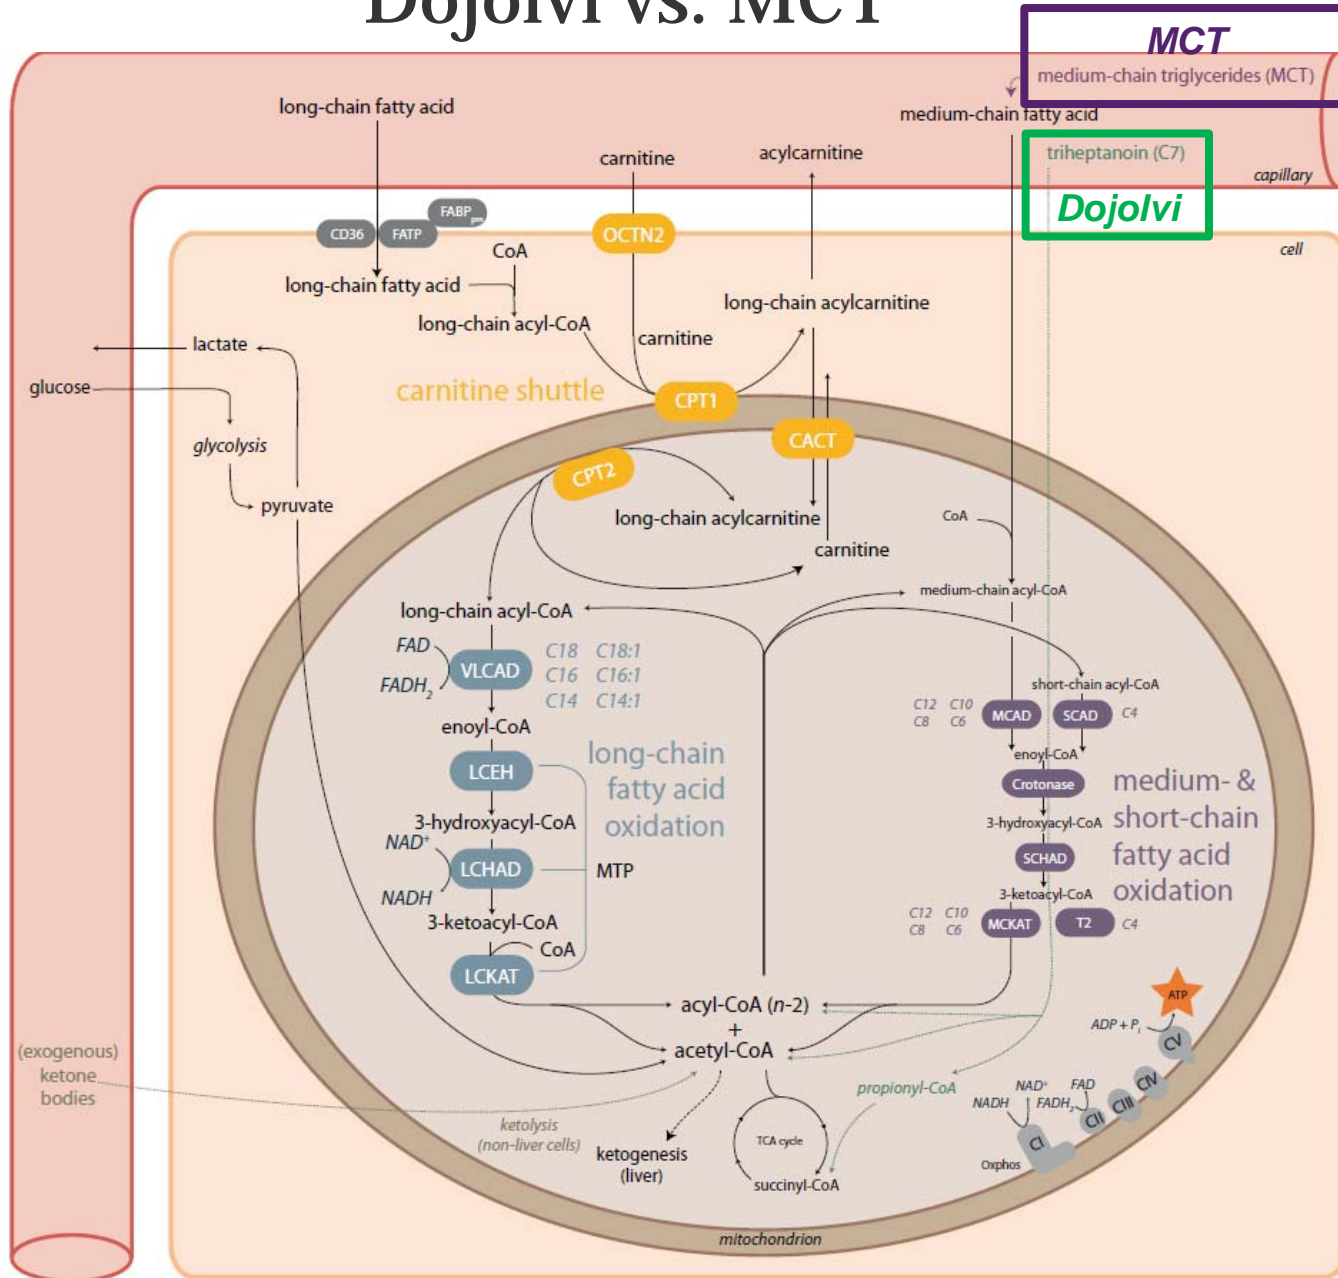 Dojolvi vs. MCT
MCT
medium-chain triglycerides (MCT)
long-chain fatty acid
medium-chain fatty acid
carnitine
acylcarnitine
triheptanoin (C7)
capillary
Dojolvi
CD36
FATP
FABP
pm
OCTN2
cell
CoA
long-chain fatty acid
long-chain acyl-CoA
long-chain acylcarnitine
carnitine
lactate
glucose
carnitine shuttle
CPT1
glycolysis
CACT
CPT2
pyruvate
long-chain acylcarnitine
CoA
carnitine
long-chain acyl-CoA
medium-chain acyl-CoA
FAD
FADH2
VLCAD
C18 C18:1
C16 C16:1
C14 C14:1
short-chain acyl-CoA
C12 C10
C8 C6
MCAD
SCAD
C4
enoyl-CoA
enoyl-CoA
LCEH
long-chain
fatty acid
oxidation
Crotonase
medium- &
short-chain
fatty acid
oxidation
3-hydroxyacyl-CoA
3-hydroxyacyl-CoA
NAD+
NADH
LCHAD
MTP
SCHAD
3-ketoacyl-CoA
3-ketoacyl-CoA
C12 C10
C8 C6
MCKAT
T2
C4
CoA
LCKAT
acyl-CoA (n-2)
+
acetyl-CoA
ATP
ADP + Pi
CV
(exogenous)
ketone
bodies
propionyl-CoA
NADH
NAD+
FADH2
FAD
CI
CII
CIII
CIV
Oxphos
ketolysis
(non-liver cells)
ketogenesis
(liver)
TCA cycle
succinyl-CoA
mitochondrion